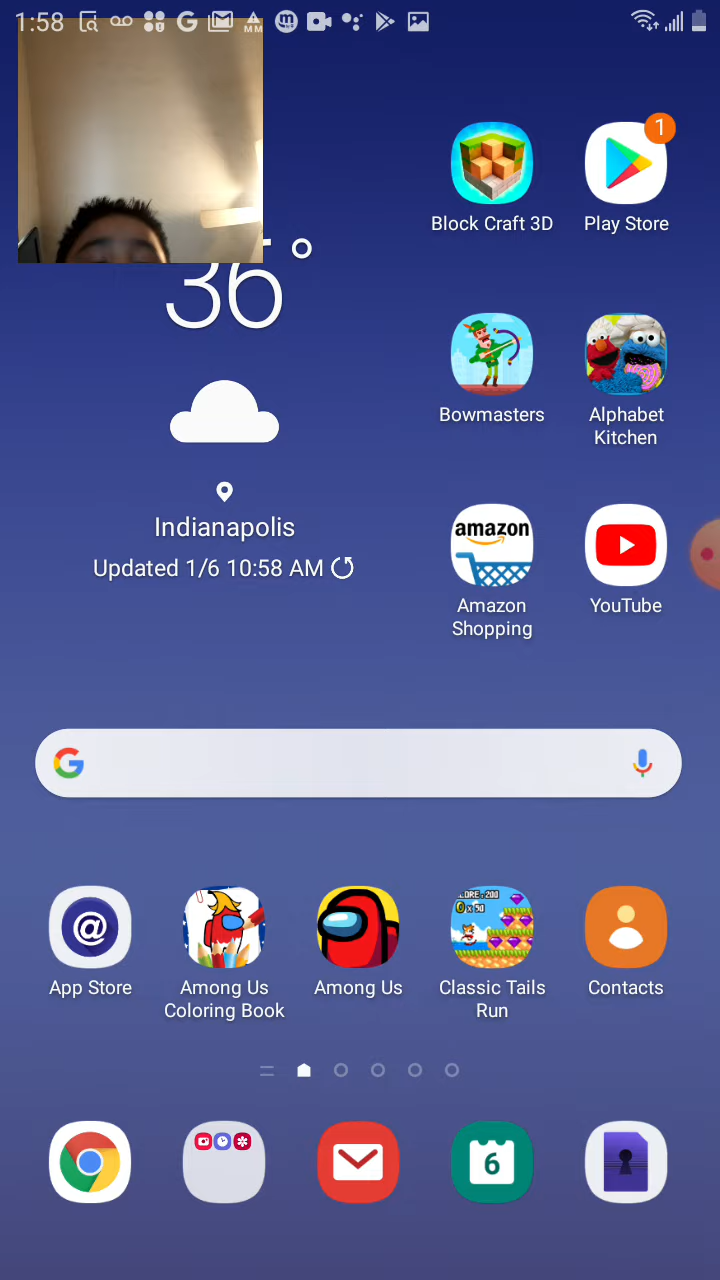 1:58
MM
1
Block Craft 3D
Play Store
36°
Bowmasters
Alphabet
Kitchen
Indianapolis
Updated 1/6 10:58 AM
amazon
Amazon
Shopping
YouTube
G
@
App Store
Among Us
Coloring Book
Among Us
Classic Tails
Run
Contacts
6